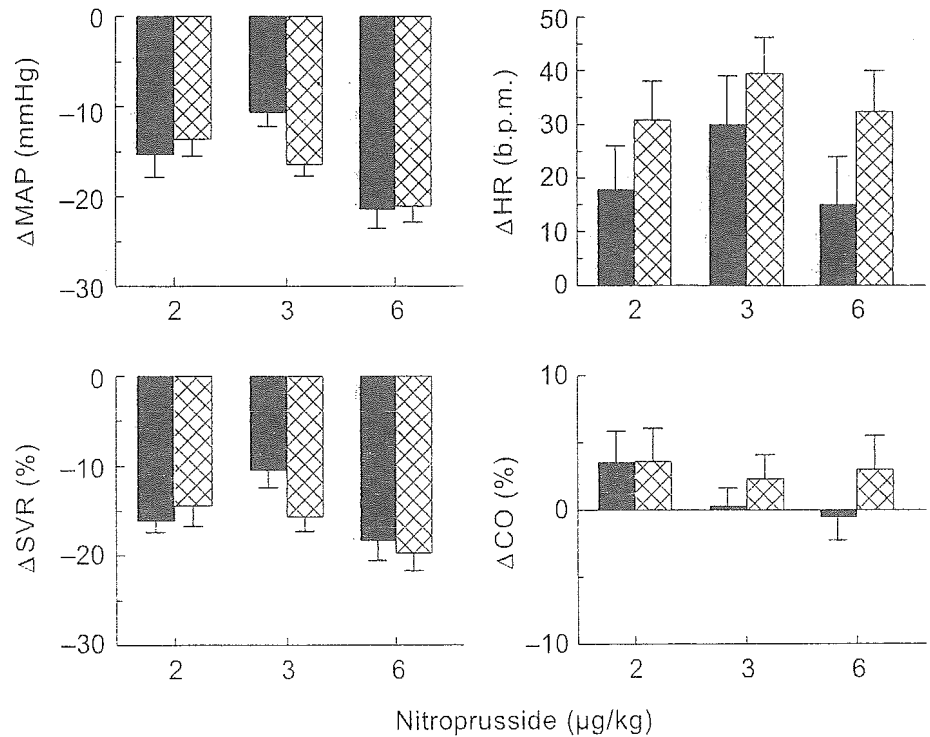 ΔMAP (mmHg)
0
−10
−20
−30
2 3 6
ΔHR (b.p.m.)
50
40
30
20
10
0
2 3 6
ΔSVR (%)
0
−10
−20
−30
2 3 6
ΔCO (%)
10
0
−10
2 3 6
Nitroprusside (µg/kg)